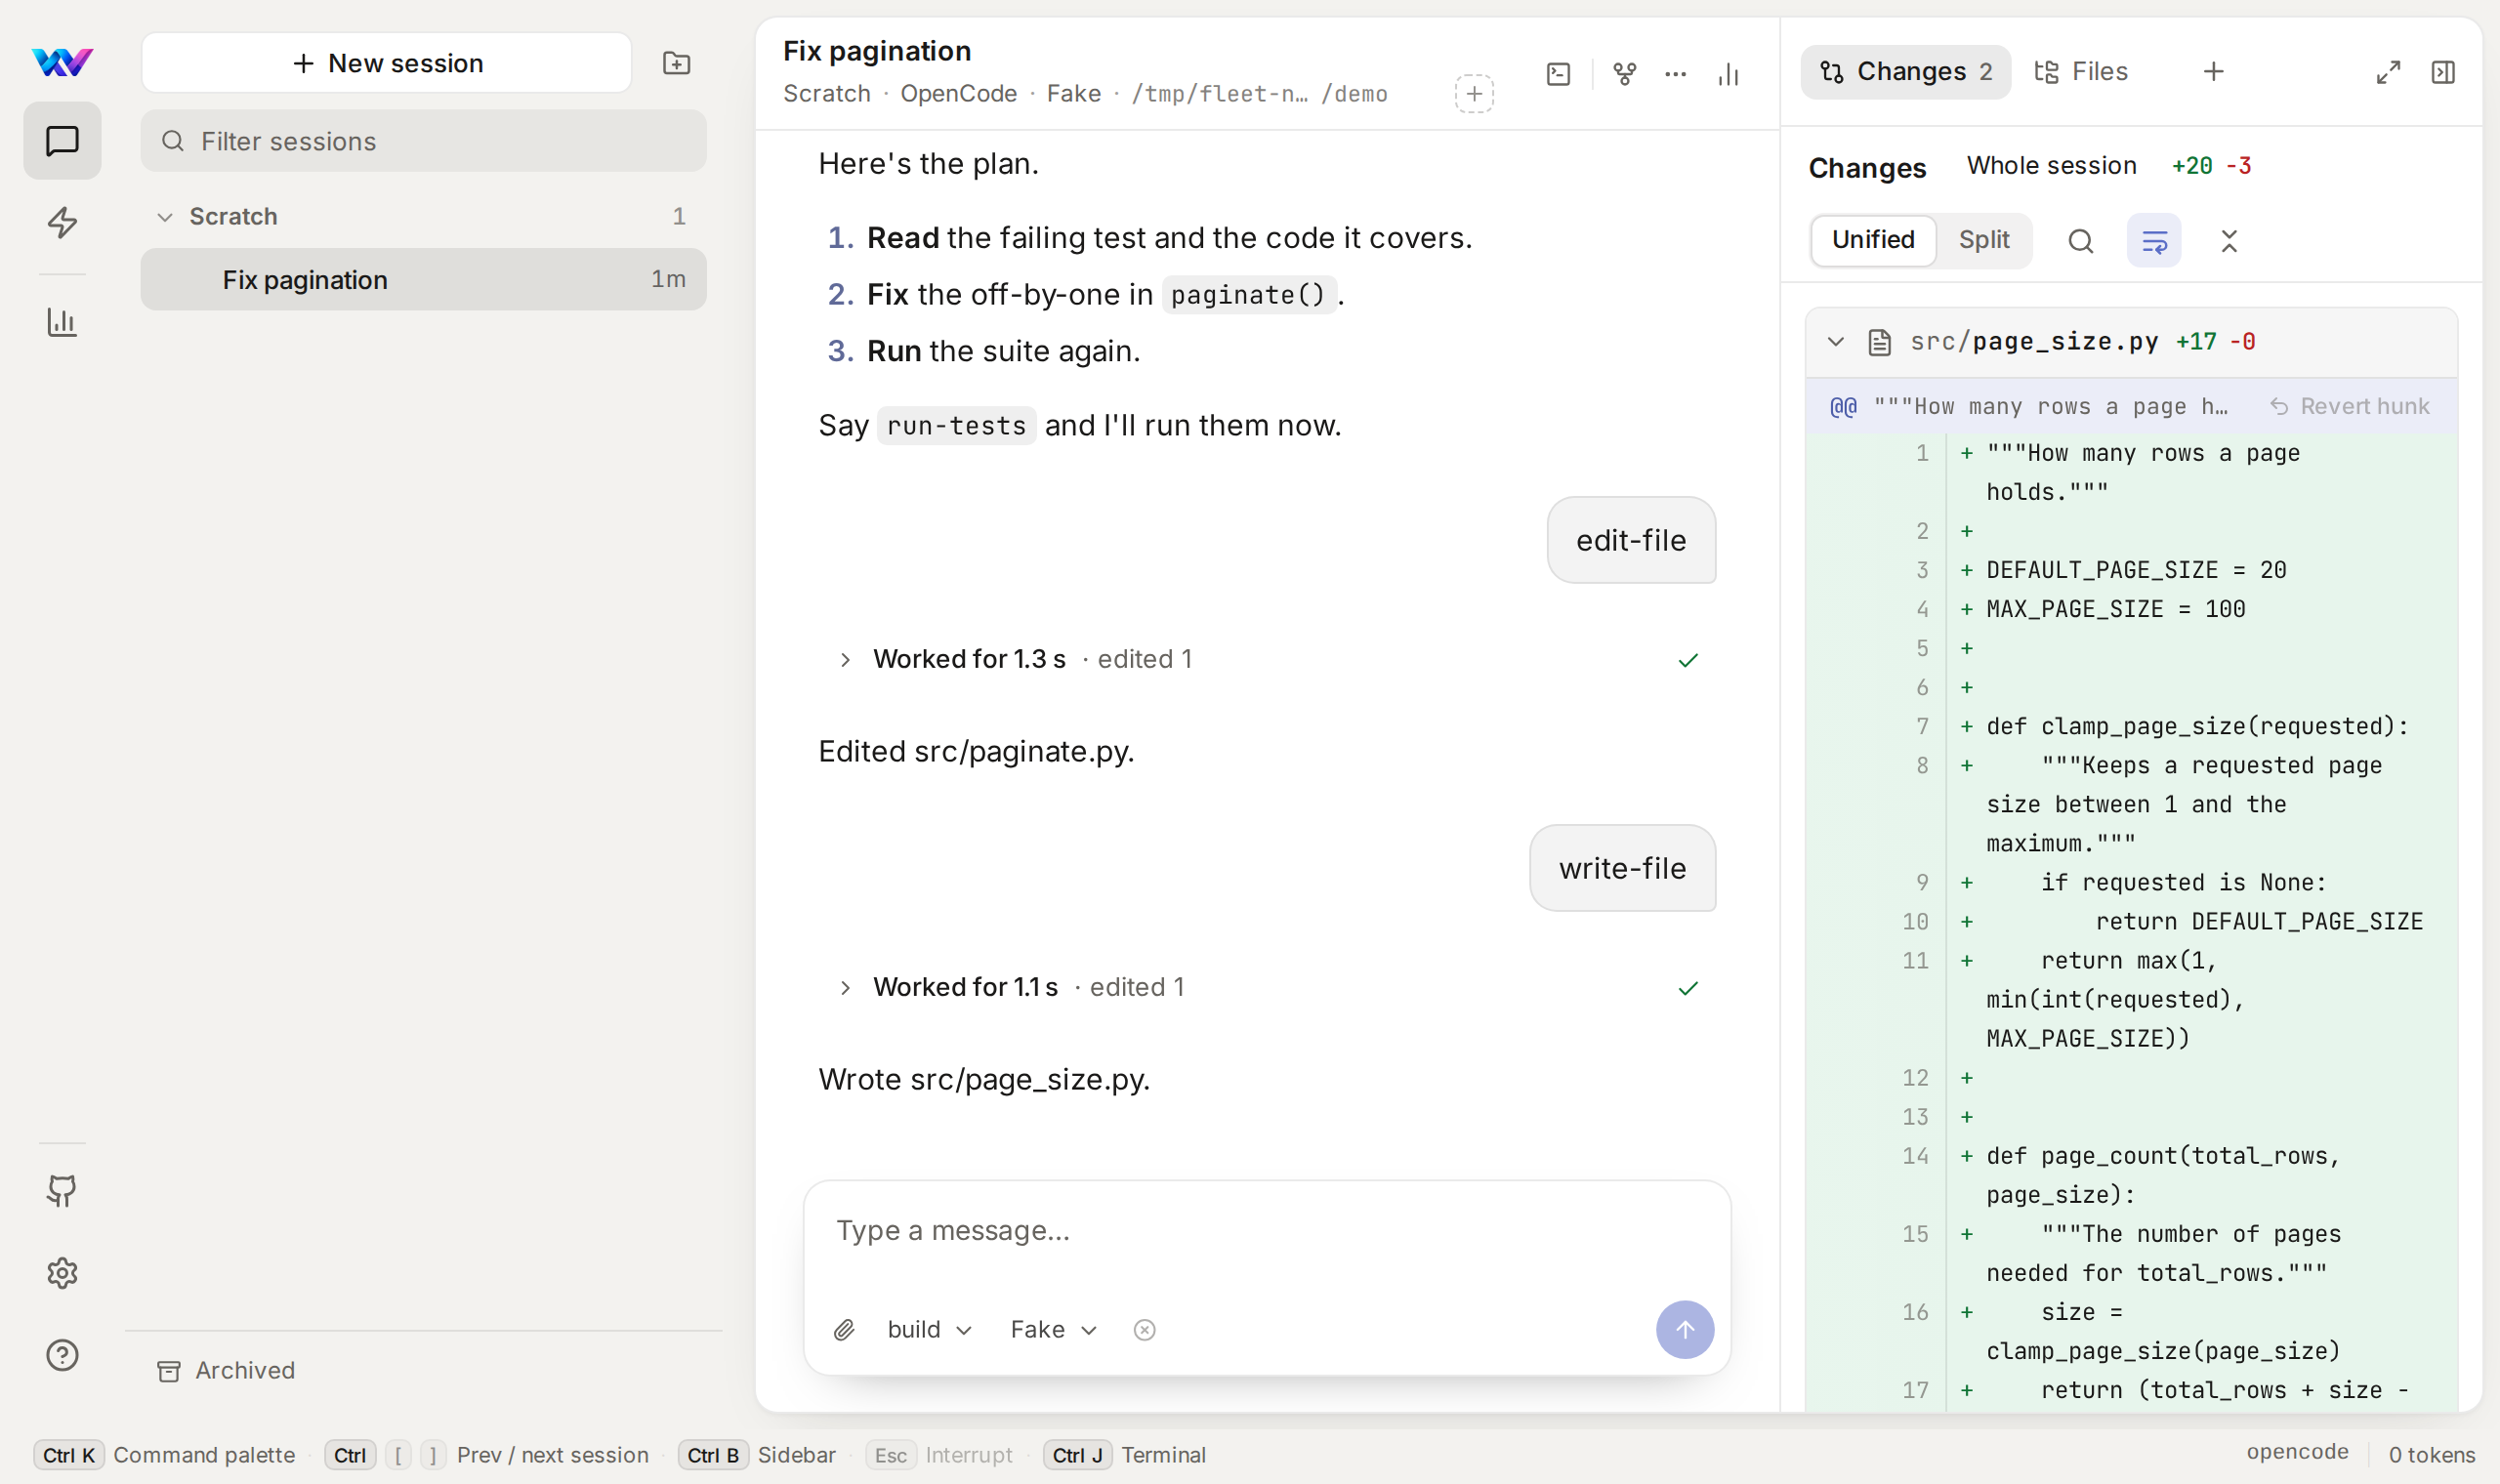 New session
Filter sessions
Scratch 1
Fix pagination 1m
Archived
Fix pagination
Scratch · OpenCode · Fake · /tmp/fleet-n… /demo
Here's the plan.
1. Read the failing test and the code it covers.
2. Fix the off-by-one in paginate().
3. Run the suite again.
Say run-tests and I'll run them now.
edit-file
Worked for 1.3 s · edited 1
Edited src/paginate.py.
write-file
Worked for 1.1 s · edited 1
Wrote src/page_size.py.
Type a message...
build Fake
Changes 2 Files
Changes Whole session +20 -3
Unified Split
src/page_size.py +17 -0
@@ """How many rows a page h… Revert hunk
1 + """How many rows a page
holds."""
2 +
3 + DEFAULT_PAGE_SIZE = 20
4 + MAX_PAGE_SIZE = 100
5 +
6 +
7 + def clamp_page_size(requested):
8 + """Keeps a requested page
size between 1 and the
maximum."""
9 + if requested is None:
10 + return DEFAULT_PAGE_SIZE
11 + return max(1,
min(int(requested),
MAX_PAGE_SIZE))
12 +
13 +
14 + def page_count(total_rows,
page_size):
15 + """The number of pages
needed for total_rows."""
16 + size =
clamp_page_size(page_size)
17 + return (total_rows + size -
Ctrl K Command palette · Ctrl [ ] Prev / next session · Ctrl B Sidebar · Esc Interrupt · Ctrl J Terminal
opencode 0 tokens